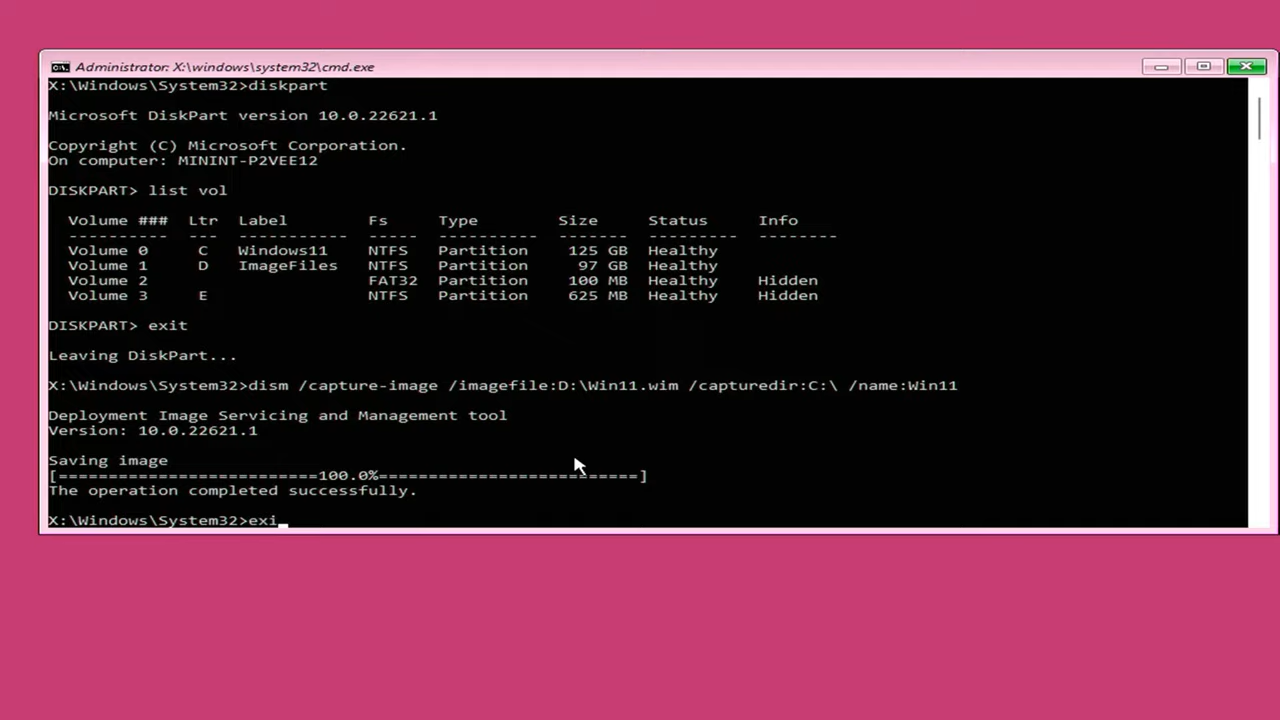 Administrator: X:\windows\system32\cmd.exe
X:\Windows\System32>diskpart
Microsoft DiskPart version 10.0.22621.1
Copyright (C) Microsoft Corporation.
On computer: MININT-P2VEE12
DISKPART> list vol
Volume ### Ltr Label Fs Type Size Status Info
---------- --- ----------- ----- ---------- ------- --------- --------
Volume 0 C Windows11 NTFS Partition 125 GB Healthy
Volume 1 D ImageFiles NTFS Partition 97 GB Healthy
Volume 2 FAT32 Partition 100 MB Healthy Hidden
Volume 3 E NTFS Partition 625 MB Healthy Hidden
DISKPART> exit
Leaving DiskPart...
X:\Windows\System32>dism /capture-image /imagefile:D:\Win11.wim /capturedir:C:\ /name:Win11
Deployment Image Servicing and Management tool
Version: 10.0.22621.1
Saving image
[==========================100.0%==========================]
The operation completed successfully.
X:\Windows\System32>exi_